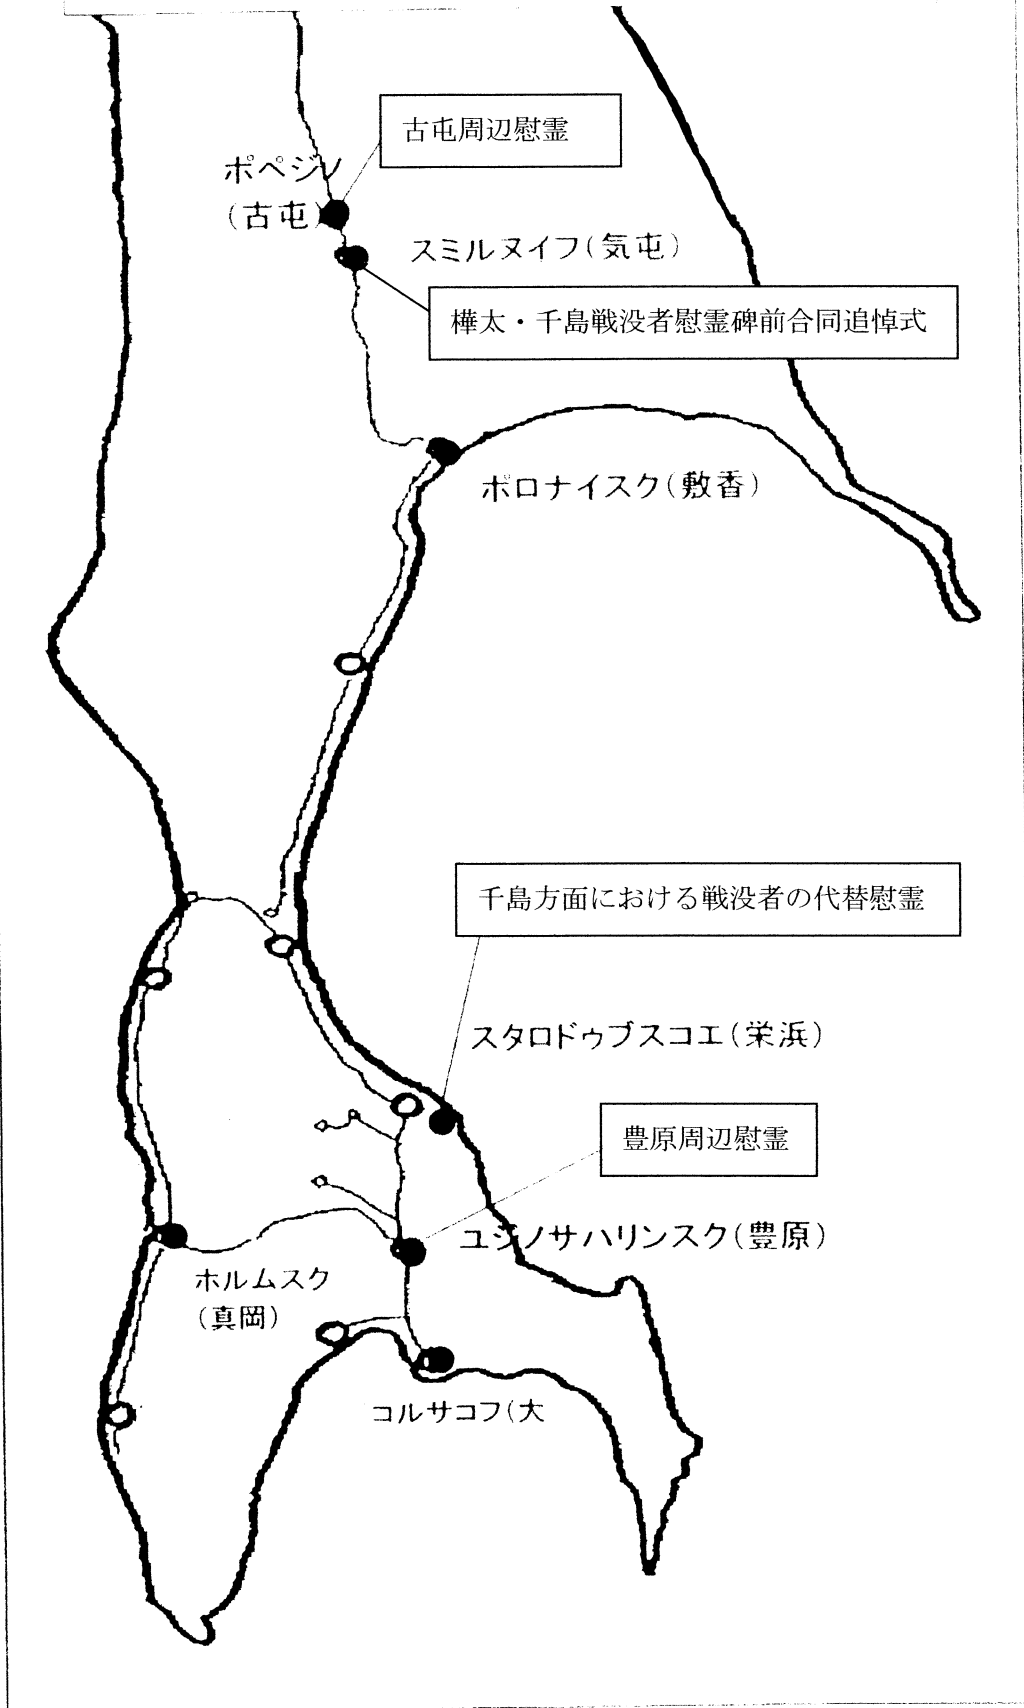 古屯周辺慰霊
ポペジノ
(古屯)
スミルヌイフ(気屯)
樺太・千島戦没者慰霊碑前合同追悼式
ポロナイスク(敷香)
千島方面における戦没者の代替慰霊
スタロドゥブスコエ(栄浜)
豊原周辺慰霊
ユジノサハリンスク(豊原)
ホルムスク
(真岡)
コルサコフ(大